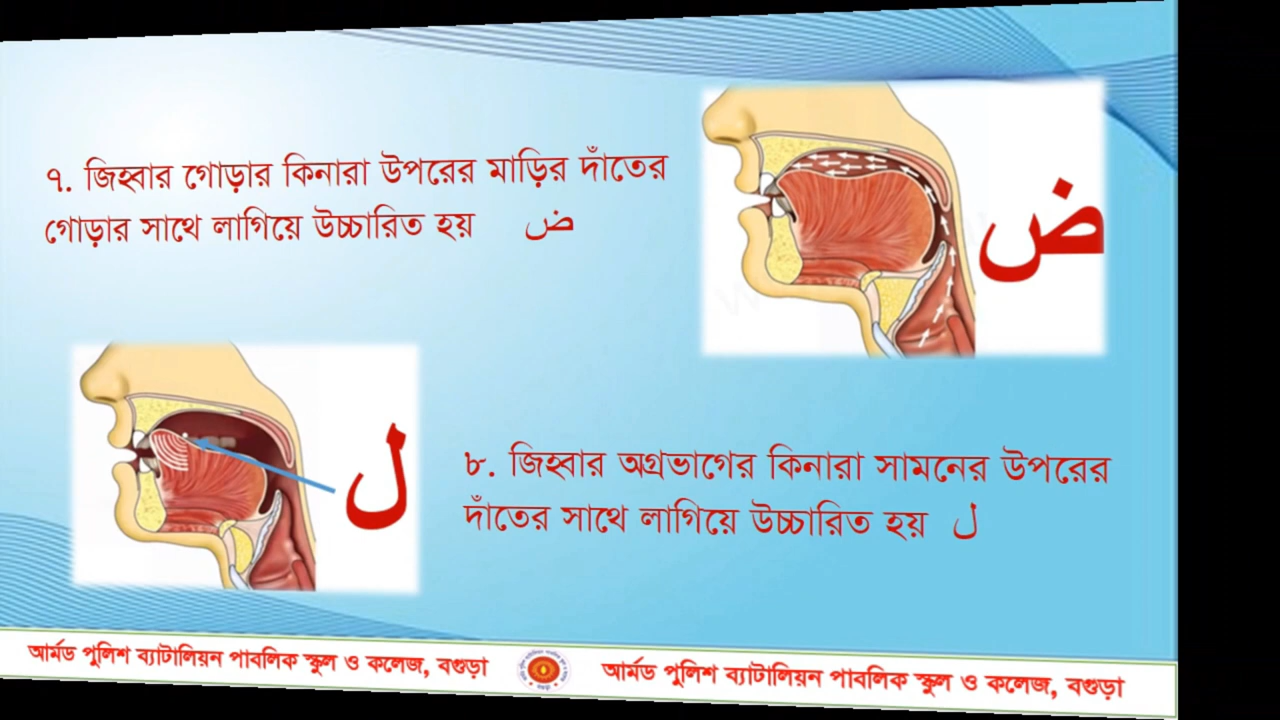 ৭. জিহ্বার গোড়ার কিনারা উপরের মাড়ির দাঁতের
গোড়ার সাথে লাগিয়ে উচ্চারিত হয় ض
ض
ل
৮. জিহ্বার অগ্রভাগের কিনারা সামনের উপরের
দাঁতের সাথে লাগিয়ে উচ্চারিত হয় ل
আর্মড পুলিশ ব্যাটালিয়ন পাবলিক স্কুল ও কলেজ, বগুড়া
আর্মড পুলিশ ব্যাটালিয়ন পাবলিক স্কুল ও কলেজ, বগুড়া